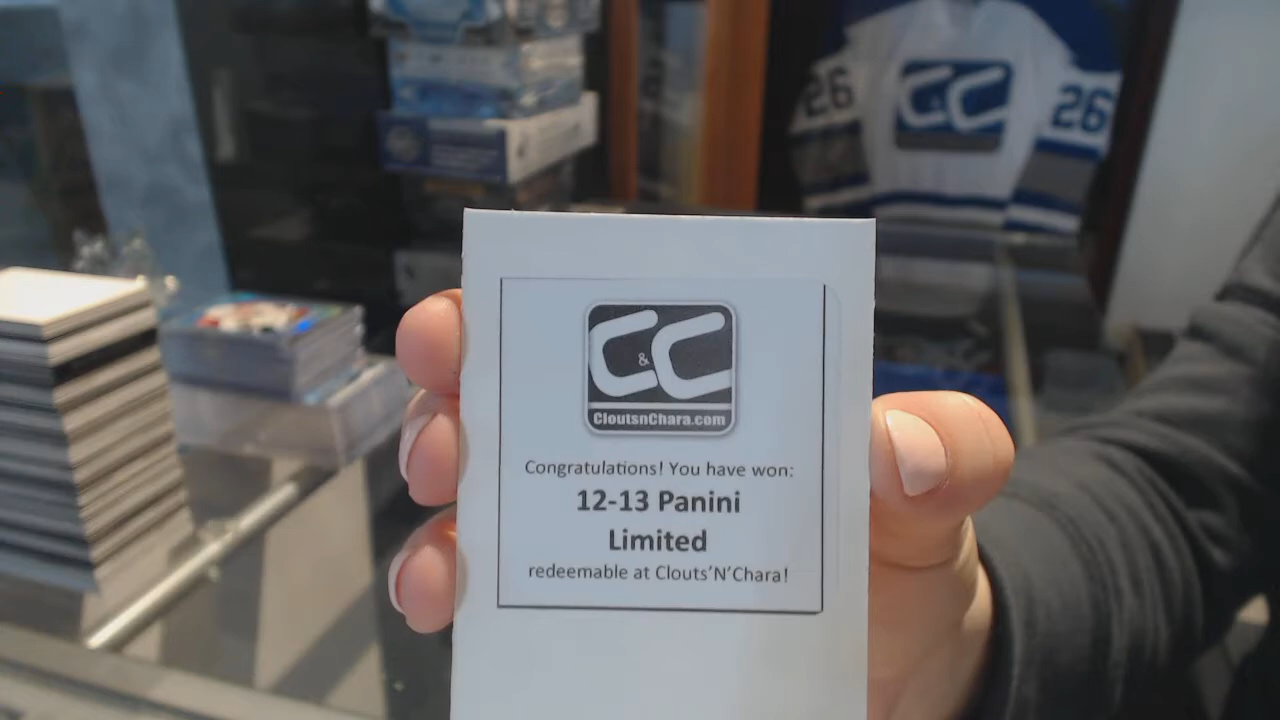 26
C&C
26
C&C
CloutsnChara.com
Congratulations! You have won:
12-13 Panini
Limited
redeemable at Clouts'N'Chara!